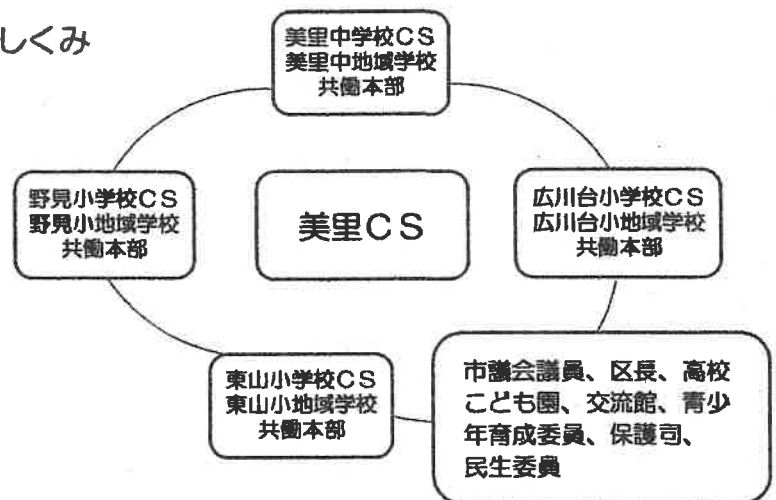 しくみ
美里中学校CS
美里中地域学校
共働本部
野見小学校CS
野見小地域学校
共働本部
美里CS
広川台小学校CS
広川台小地域学校
共働本部
東山小学校CS
東山小地域学校
共働本部
市議会議員、区長、高校
こども園、交流館、青少
年育成委員、保護司、
民生委員